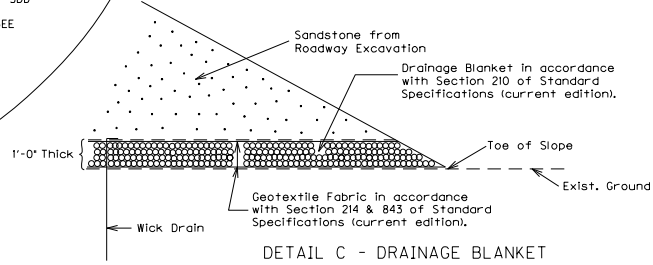 SEE
Sandstone from
Roadway Excavation
Drainage Blanket in accordance
with Section 210 of Standard
Specifications (current edition).
1'-0" Thick
Toe of Slope
Exist. Ground
Geotextile Fabric in accordance
with Section 214 & 843 of Standard
Specifications (current edition).
Wick Drain
DETAIL C - DRAINAGE BLANKET